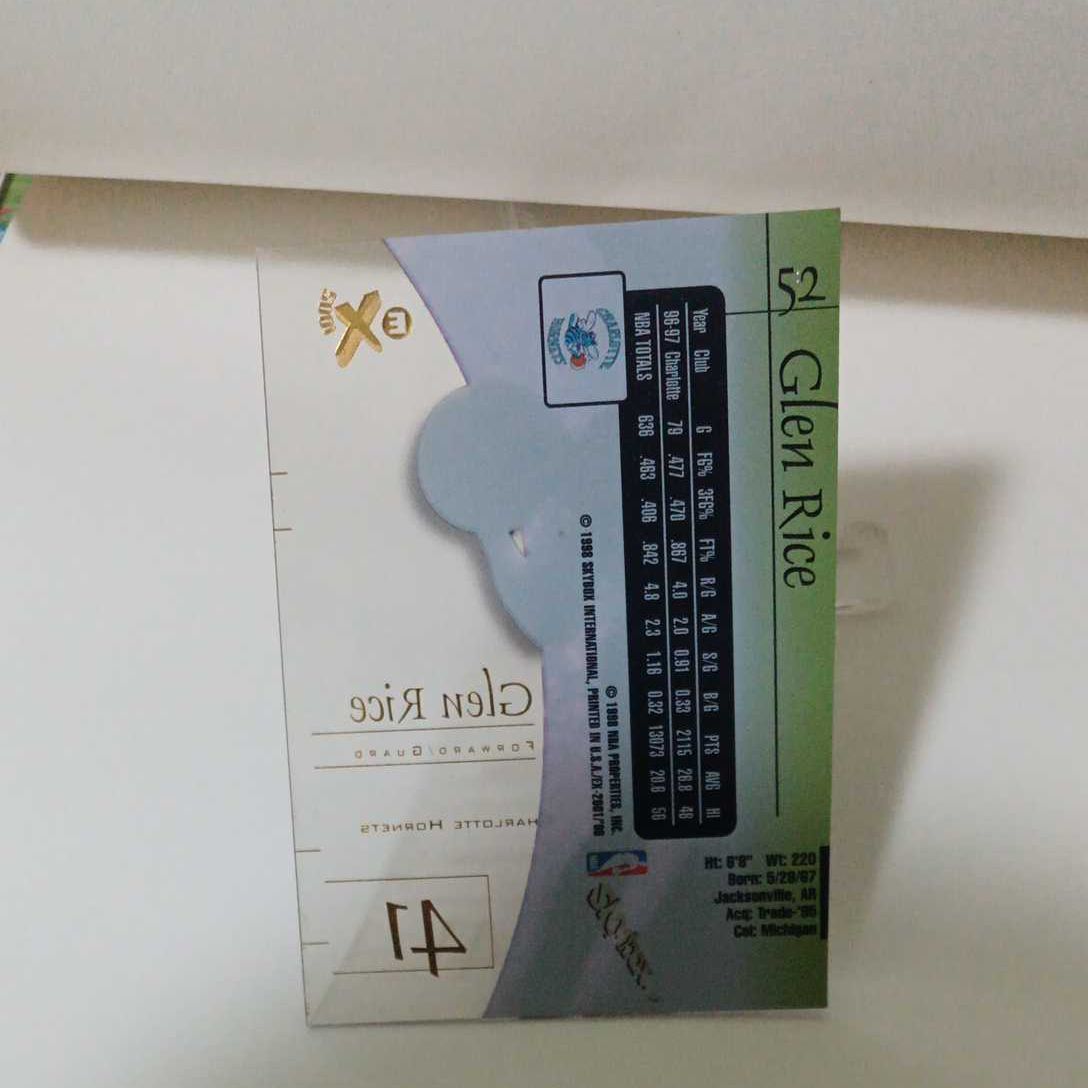 52 Glen Rice
Year Club G FG% 3FG% FT% R/G A/G S/G B/G PTS AVG HI
96-97 Charlotte 79 .477 .470 .867 4.0 2.0 0.91 0.33 2115 26.8 48
NBA TOTALS 636 .463 .406 .842 4.8 2.3 1.16 0.32 13073 20.6 56
CHARLOTTE
HORNETS
Ht: 6'8" Wt: 220
Born: 5/28/67
Jacksonville, AR
Acq: Trade-'95
Col: Michigan
© 1998 NBA PROPERTIES, INC.
© 1998 SKYBOX INTERNATIONAL, PRINTED IN U.S.A./EX-2001/98
E X 2001
Glen Rice
FORWARD/GUARD
HARLOTTE HORNETS
41